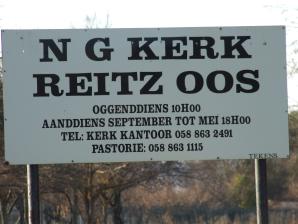 N G KERK
REITZ OOS
OGGENDDIENS 10H00
AANDDIENS SEPTEMBER TOT MEI 18H00
TEL: KERK KANTOOR 058 863 2491
PASTORIE: 058 863 1115
TEKENS